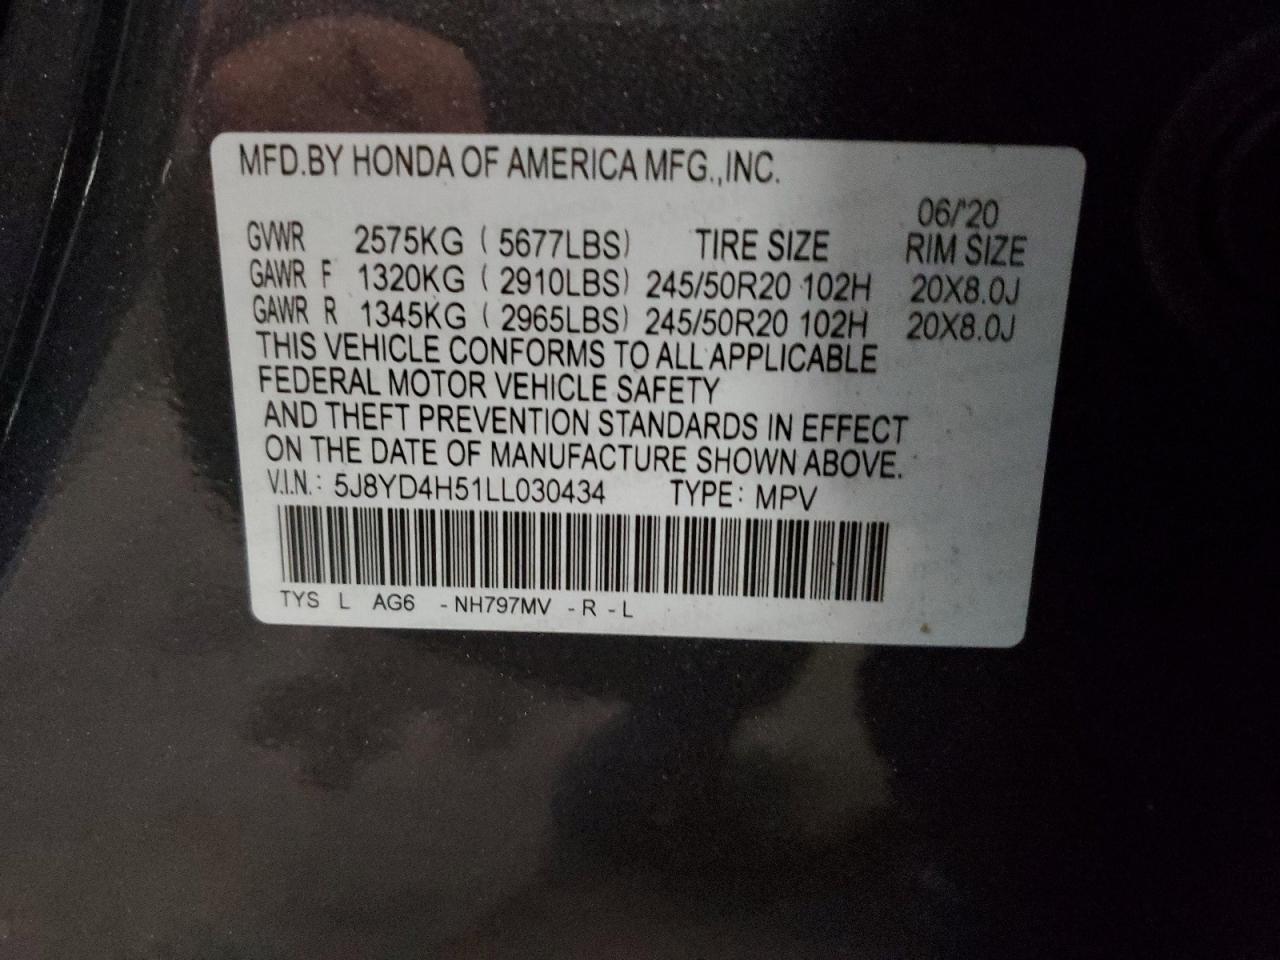 MFD.BY HONDA OF AMERICA MFG.,INC.
06/'20
GVWR 2575KG ( 5677LBS) TIRE SIZE RIM SIZE
GAWR F 1320KG ( 2910LBS) 245/50R20 102H 20X8.0J
GAWR R 1345KG ( 2965LBS) 245/50R20 102H 20X8.0J
THIS VEHICLE CONFORMS TO ALL APPLICABLE
FEDERAL MOTOR VEHICLE SAFETY
AND THEFT PREVENTION STANDARDS IN EFFECT
ON THE DATE OF MANUFACTURE SHOWN ABOVE.
V.I.N.: 5J8YD4H51LL030434 TYPE: MPV
TYS L AG6 -NH797MV -R -L